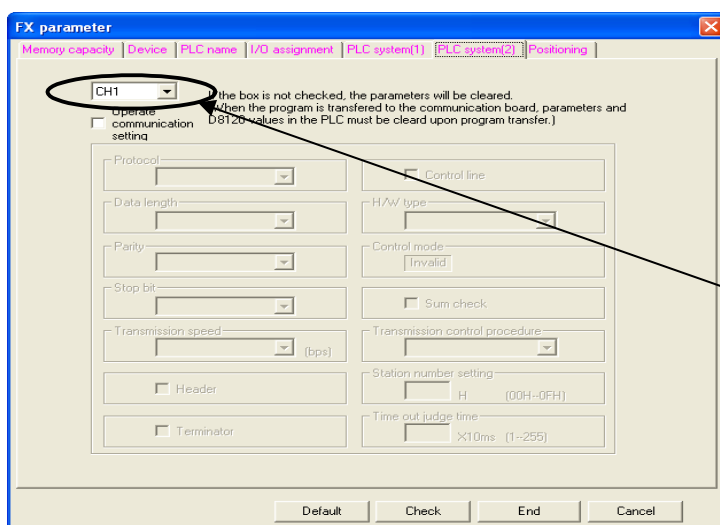 FX parameter
Memory capacity Device PLC name I/O assignment PLC system(1) PLC system(2) Positioning
CH1
If the box is not checked, the parameters will be cleared.
(When the program is transfered to the communication board, parameters and
D8120 values in the PLC must be cleard upon program transfer.)
Operate
communication
setting
Protocol
Control line
Data length
H/W type
Parity
Control mode
Invalid
Stop bit
Sum check
Transmission speed
(bps)
Transmission control procedure
Header
Station number setting
H (00H--0FH)
Terminator
Time out judge time
X10ms (1--255)
Default Check End Cancel